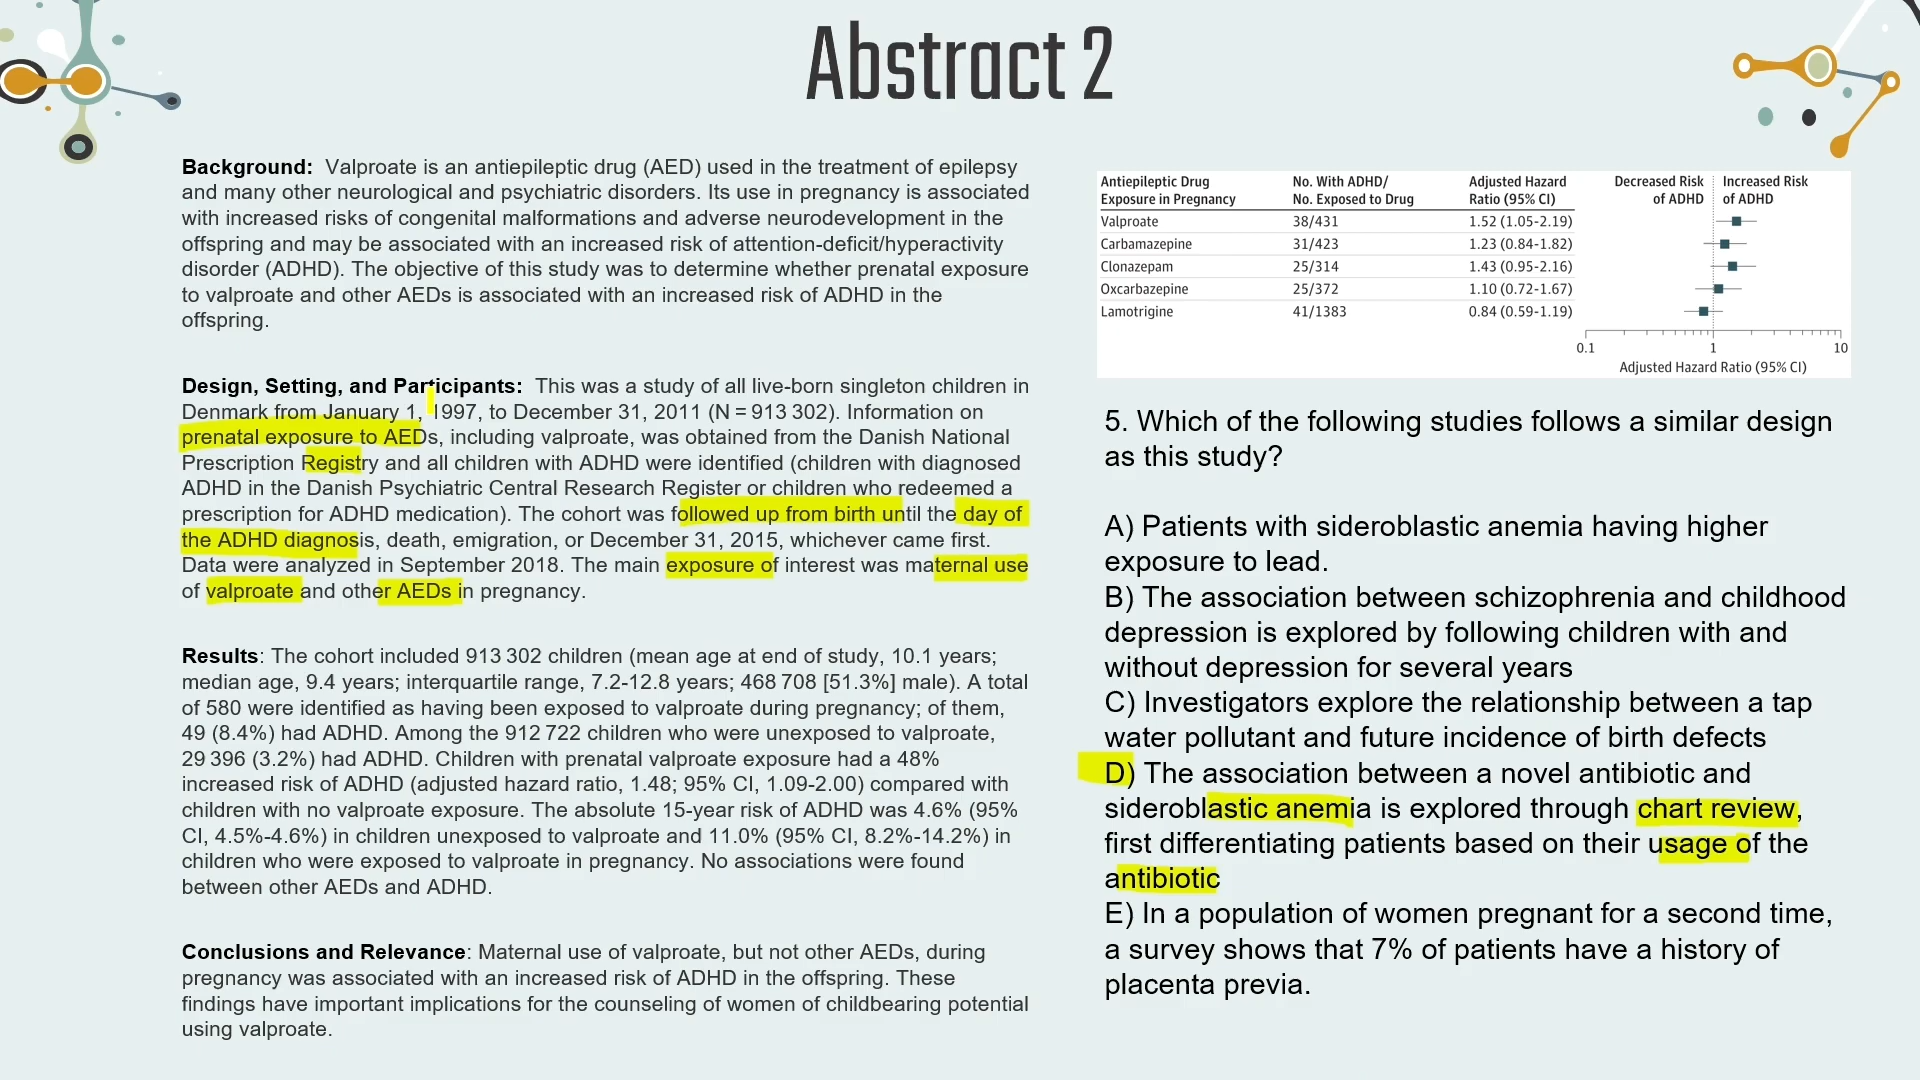 Abstract 2
Background: Valproate is an antiepileptic drug (AED) used in the treatment of epilepsy
and many other neurological and psychiatric disorders. Its use in pregnancy is associated
with increased risks of congenital malformations and adverse neurodevelopment in the
offspring and may be associated with an increased risk of attention-deficit/hyperactivity
disorder (ADHD). The objective of this study was to determine whether prenatal exposure
to valproate and other AEDs is associated with an increased risk of ADHD in the
offspring.
Design, Setting, and Participants: This was a study of all live-born singleton children in
Denmark from January 1, 1997, to December 31, 2011 (N = 913 302). Information on
prenatal exposure to AEDs, including valproate, was obtained from the Danish National
Prescription Registry and all children with ADHD were identified (children with diagnosed
ADHD in the Danish Psychiatric Central Research Register or children who redeemed a
prescription for ADHD medication). The cohort was followed up from birth until the day of
the ADHD diagnosis, death, emigration, or December 31, 2015, whichever came first.
Data were analyzed in September 2018. The main exposure of interest was maternal use
of valproate and other AEDs in pregnancy.
Results: The cohort included 913 302 children (mean age at end of study, 10.1 years;
median age, 9.4 years; interquartile range, 7.2-12.8 years; 468 708 [51.3%] male). A total
of 580 were identified as having been exposed to valproate during pregnancy; of them,
49 (8.4%) had ADHD. Among the 912 722 children who were unexposed to valproate,
29 396 (3.2%) had ADHD. Children with prenatal valproate exposure had a 48%
increased risk of ADHD (adjusted hazard ratio, 1.48; 95% CI, 1.09-2.00) compared with
children with no valproate exposure. The absolute 15-year risk of ADHD was 4.6% (95%
CI, 4.5%-4.6%) in children unexposed to valproate and 11.0% (95% CI, 8.2%-14.2%) in
children who were exposed to valproate in pregnancy. No associations were found
between other AEDs and ADHD.
Conclusions and Relevance: Maternal use of valproate, but not other AEDs, during
pregnancy was associated with an increased risk of ADHD in the offspring. These
findings have important implications for the counseling of women of childbearing potential
using valproate.
Antiepileptic Drug No. With ADHD/ Adjusted Hazard Decreased Risk Increased Risk
Exposure in Pregnancy No. Exposed to Drug Ratio (95% CI) of ADHD of ADHD
Valproate 38/431 1.52 (1.05-2.19)
Carbamazepine 31/423 1.23 (0.84-1.82)
Clonazepam 25/314 1.43 (0.95-2.16)
Oxcarbazepine 25/372 1.10 (0.72-1.67)
Lamotrigine 41/1383 0.84 (0.59-1.19)
0.1 1 10
Adjusted Hazard Ratio (95% CI)
5. Which of the following studies follows a similar design
as this study?
A) Patients with sideroblastic anemia having higher
exposure to lead.
B) The association between schizophrenia and childhood
depression is explored by following children with and
without depression for several years
C) Investigators explore the relationship between a tap
water pollutant and future incidence of birth defects
D) The association between a novel antibiotic and
sideroblastic anemia is explored through chart review,
first differentiating patients based on their usage of the
antibiotic
E) In a population of women pregnant for a second time,
a survey shows that 7% of patients have a history of
placenta previa.